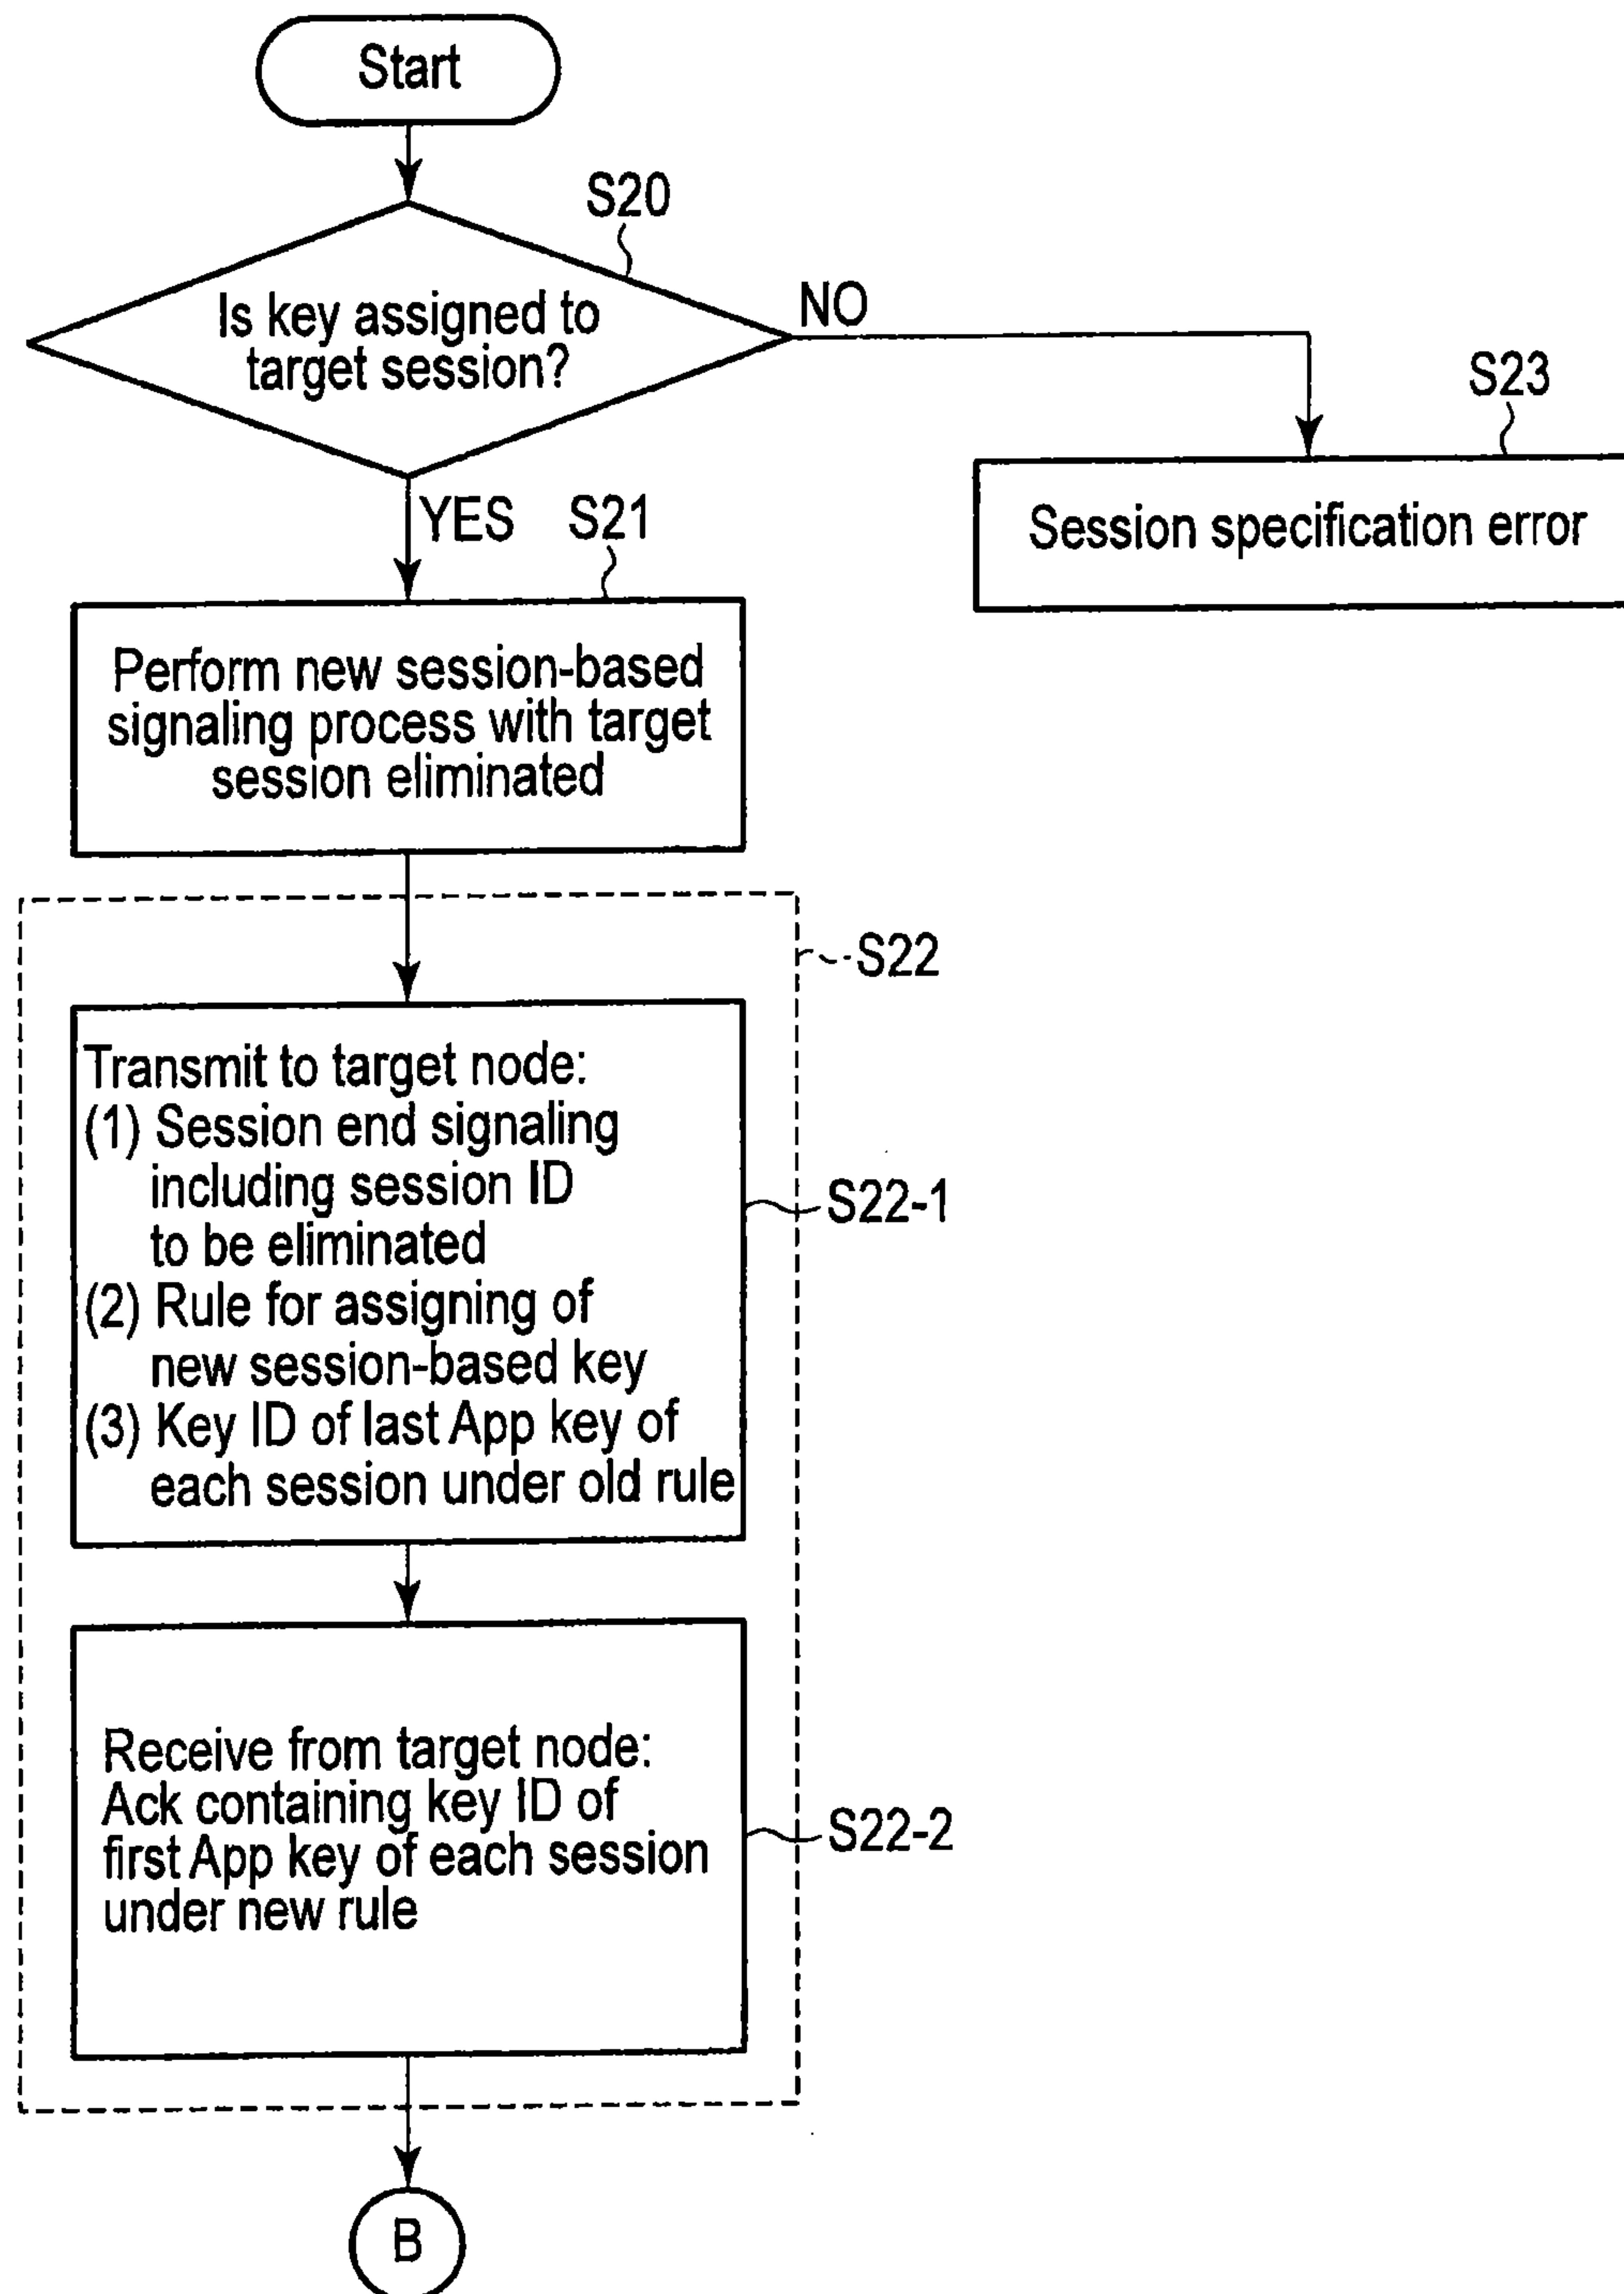 Start
S20
Is key assigned to
target session?
NO
S23
Session specification error
YES
S21
Perform new session-based
signaling process with target
session eliminated
S22
Transmit to target node:
(1) Session end signaling
including session ID
to be eliminated
(2) Rule for assigning of
new session-based key
(3) Key ID of last App key of
each session under old rule
S22-1
Receive from target node:
Ack containing key ID of
first App key of each session
under new rule
S22-2
B